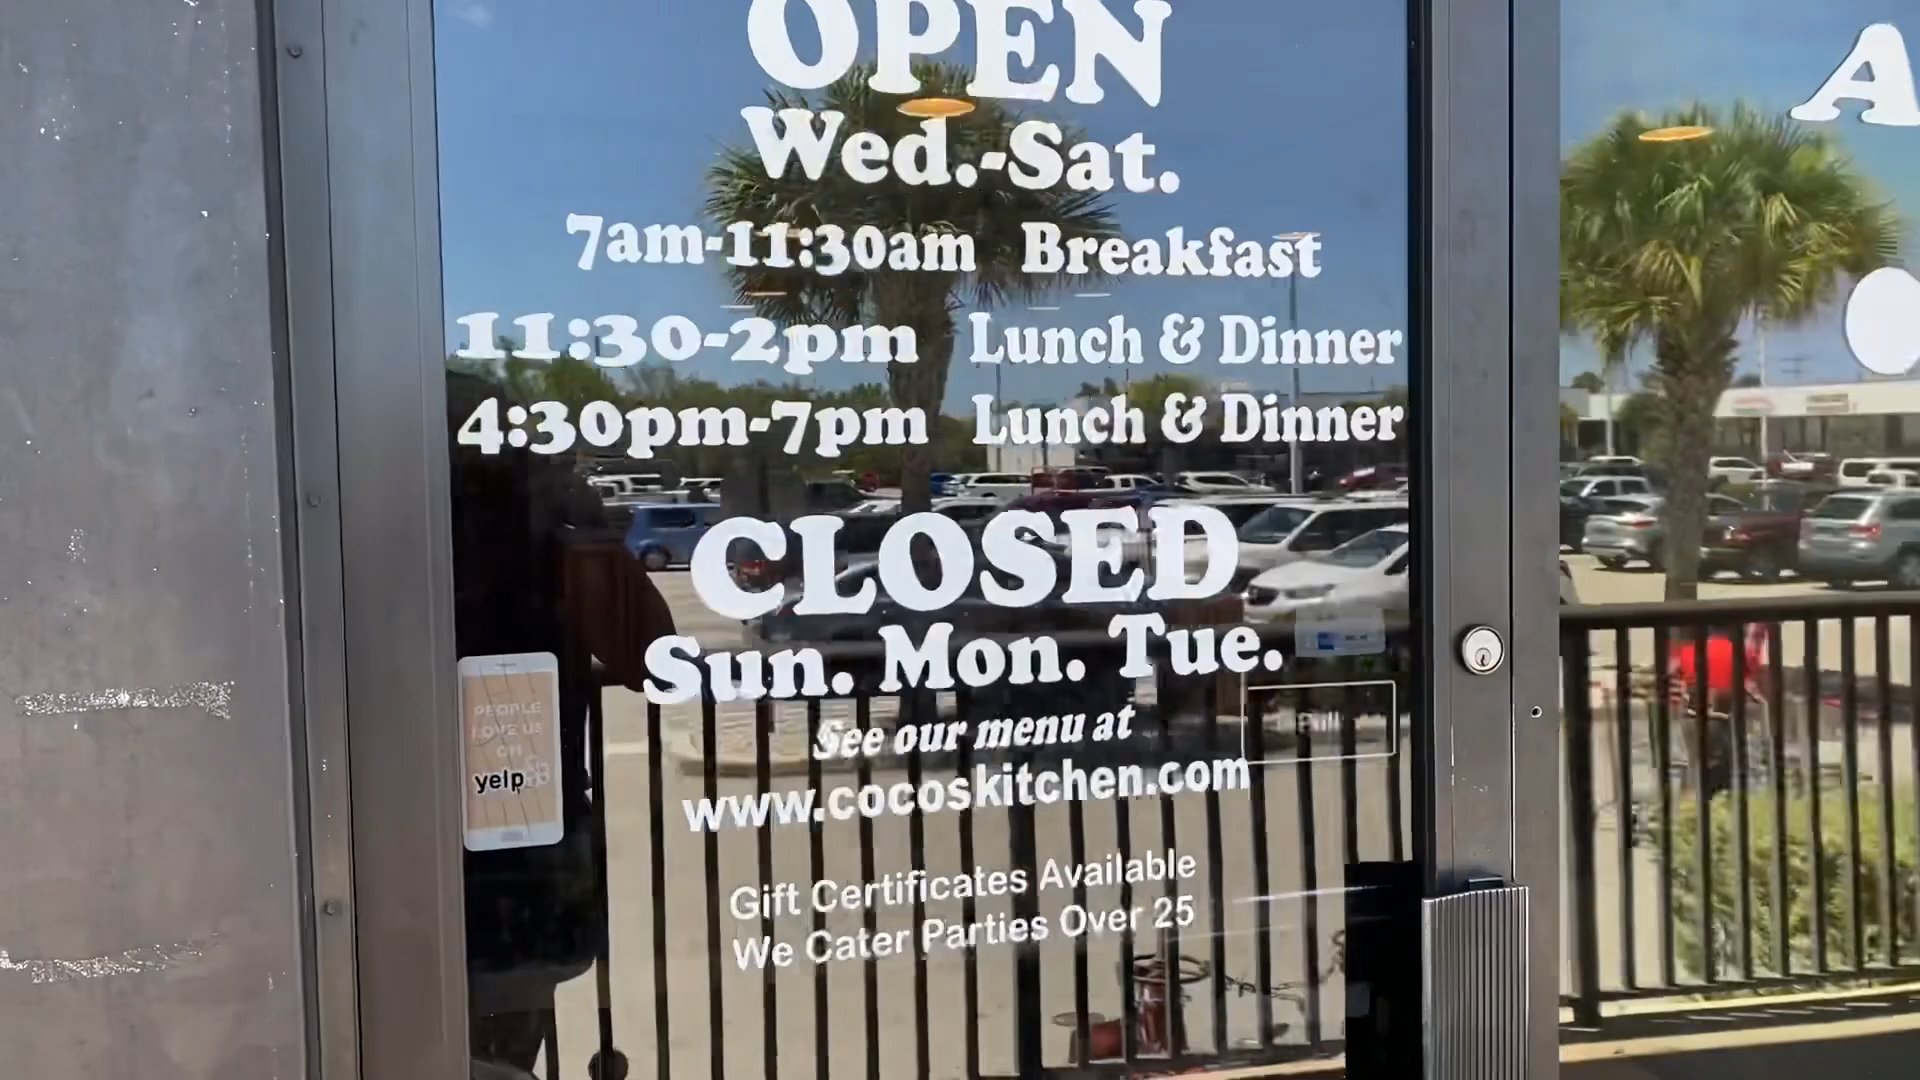 OPEN
Wed.-Sat.
7am-11:30am Breakfast
11:30-2pm Lunch & Dinner
4:30pm-7pm Lunch & Dinner
CLOSED
Sun. Mon. Tue.
See our menu at
www.cocoskitchen.com
Gift Certificates Available
We Cater Parties Over 25
PEOPLE
LOVE US
ON
yelp
Pull
A